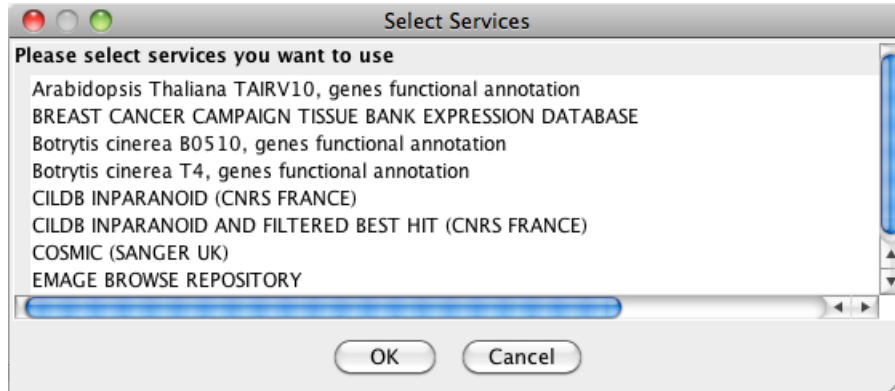 Select Services
Please select services you want to use
Arabidopsis Thaliana TAIRV10, genes functional annotation
BREAST CANCER CAMPAIGN TISSUE BANK EXPRESSION DATABASE
Botrytis cinerea B0510, genes functional annotation
Botrytis cinerea T4, genes functional annotation
CILDB INPARANOID (CNRS FRANCE)
CILDB INPARANOID AND FILTERED BEST HIT (CNRS FRANCE)
COSMIC (SANGER UK)
EMAGE BROWSE REPOSITORY
OK Cancel